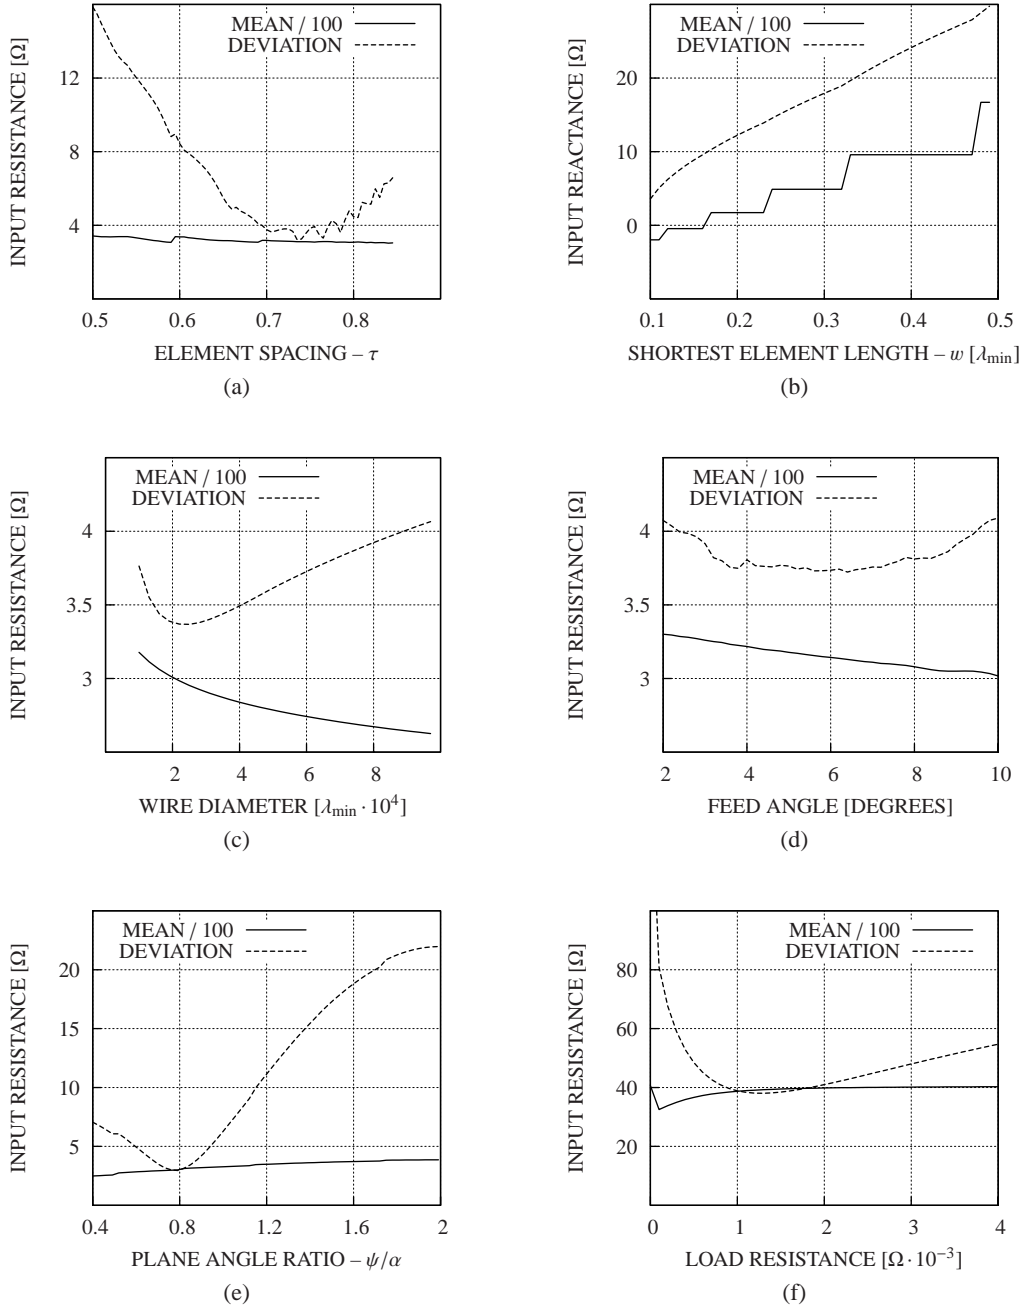 MEAN / 100
DEVIATION
INPUT RESISTANCE [Ω]
12
8
4
0.5 0.6 0.7 0.8
ELEMENT SPACING – τ
(a)
MEAN / 100
DEVIATION
INPUT REACTANCE [Ω]
20
10
0
0.1 0.2 0.3 0.4 0.5
SHORTEST ELEMENT LENGTH – w [λmin]
(b)
MEAN / 100
DEVIATION
INPUT RESISTANCE [Ω]
4
3.5
3
2 4 6 8
WIRE DIAMETER [λmin · 10⁴]
(c)
MEAN / 100
DEVIATION
INPUT RESISTANCE [Ω]
4
3.5
3
2 4 6 8 10
FEED ANGLE [DEGREES]
(d)
MEAN / 100
DEVIATION
INPUT RESISTANCE [Ω]
20
15
10
5
0.4 0.8 1.2 1.6 2
PLANE ANGLE RATIO – ψ/α
(e)
MEAN / 100
DEVIATION
INPUT RESISTANCE [Ω]
80
60
40
20
0 1 2 3 4
LOAD RESISTANCE [Ω · 10⁻³]
(f)